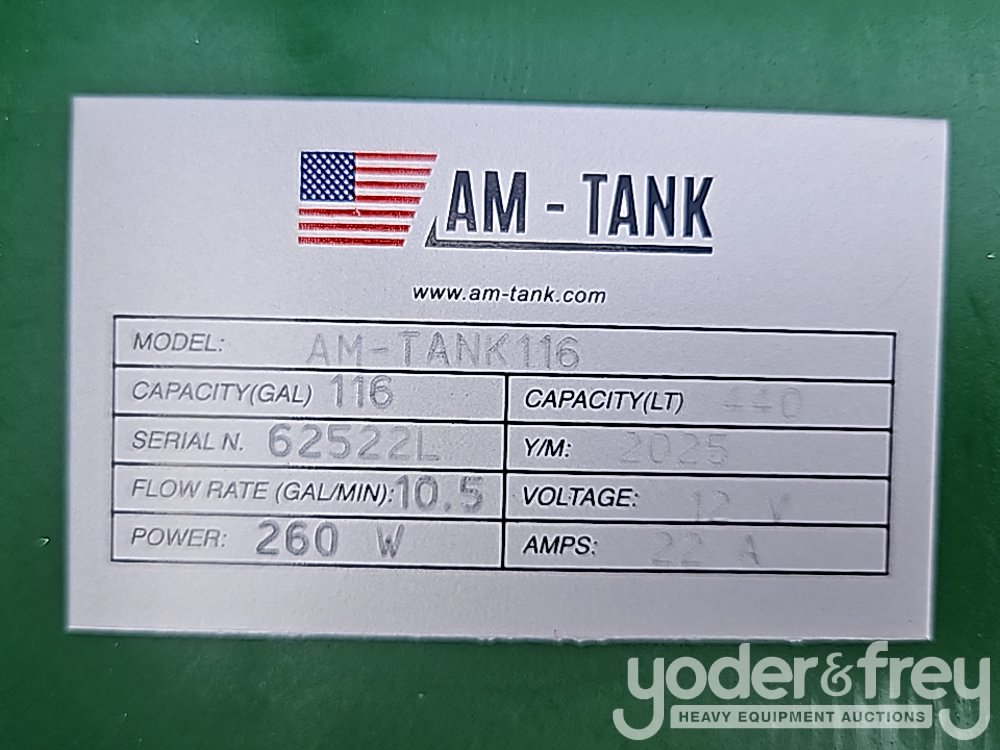 AM - TANK
www.am-tank.com
MODEL: AM-TANK116
CAPACITY(GAL) 116 CAPACITY(LT) 440
SERIAL N. 62522L Y/M: 2025
FLOW RATE (GAL/MIN): 10.5 VOLTAGE: 12 V
POWER: 260 W AMPS: 22 A
yoder&frey
HEAVY EQUIPMENT AUCTIONS